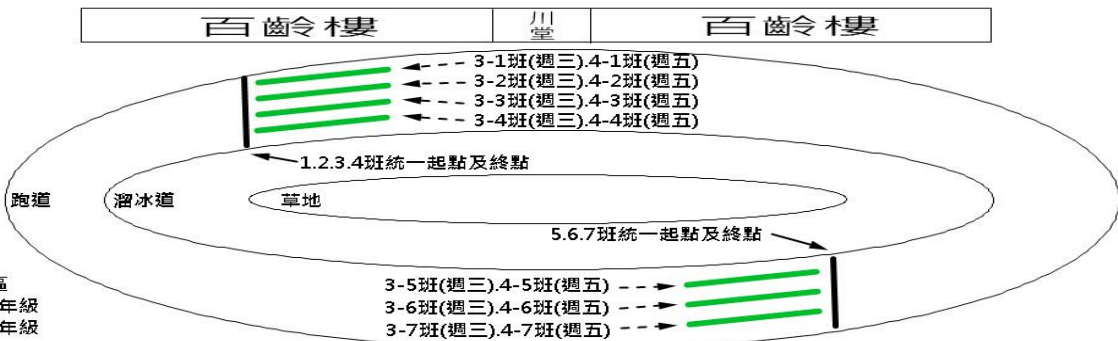 百齡樓
川堂
百齡樓
3-1班(週三).4-1班(週五)
3-2班(週三).4-2班(週五)
3-3班(週三).4-3班(週五)
3-4班(週三).4-4班(週五)
1.2.3.4班統一起點及終點
跑道
溜冰道
草地
5.6.7班統一起點及終點
區
3-5班(週三).4-5班(週五)
年級
3-6班(週三).4-6班(週五)
年級
3-7班(週三).4-7班(週五)